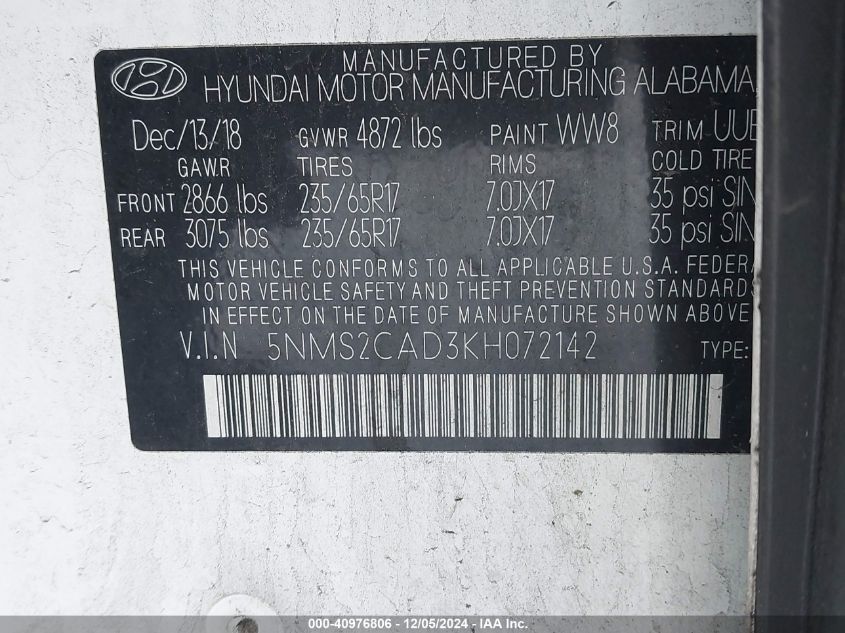 MANUFACTURED BY
HYUNDAI MOTOR MANUFACTURING ALABAMA,
Dec/13/18 GVWR 4872 lbs PAINT WW8 TRIM UUE
GAWR TIRES RIMS COLD TIRE
FRONT 2866 lbs 235/65R17 7.0JX17 35 psi SIN
REAR 3075 lbs 235/65R17 7.0JX17 35 psi SIN
THIS VEHICLE CONFORMS TO ALL APPLICABLE U.S.A. FEDERA
MOTOR VEHICLE SAFETY AND THEFT PREVENTION STANDARDS
IN EFFECT ON THE DATE OF MANUFACTURE SHOWN ABOVE
V.I.N 5NMS2CAD3KH072142 TYPE:
000-40976806 - 12/05/2024 - IAA Inc.